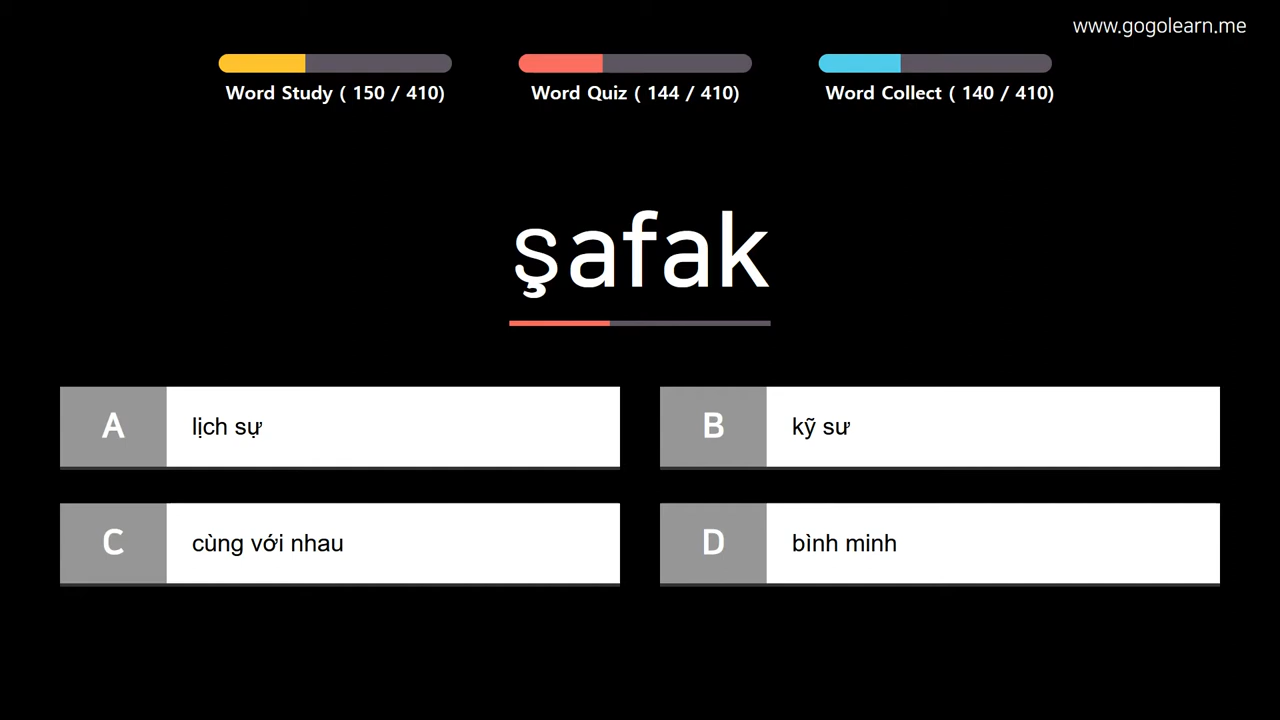 www.gogolearn.me
Word Study ( 150 / 410)
Word Quiz ( 144 / 410)
Word Collect ( 140 / 410)
şafak
A lịch sự
B kỹ sư
C cùng với nhau
D bình minh